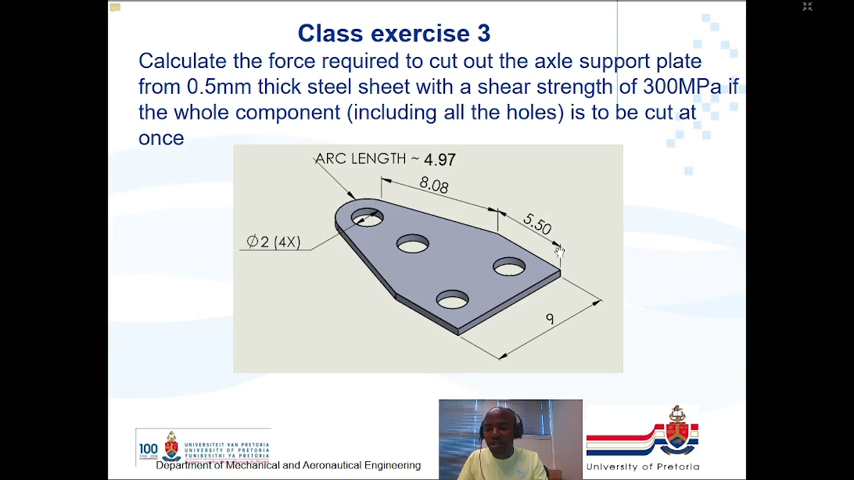 Class exercise 3
Calculate the force required to cut out the axle support plate
from 0.5mm thick steel sheet with a shear strength of 300MPa if
the whole component (including all the holes) is to be cut at
once
ARC LENGTH ~ 4.97
8.08
5.50
Ø2 (4X)
9
100
UNIVERSITEIT VAN PRETORIA
UNIVERSITY OF PRETORIA
YUNIBESITHI YA PRETORIA
Department of Mechanical and Aeronautical Engineering
University of Pretoria